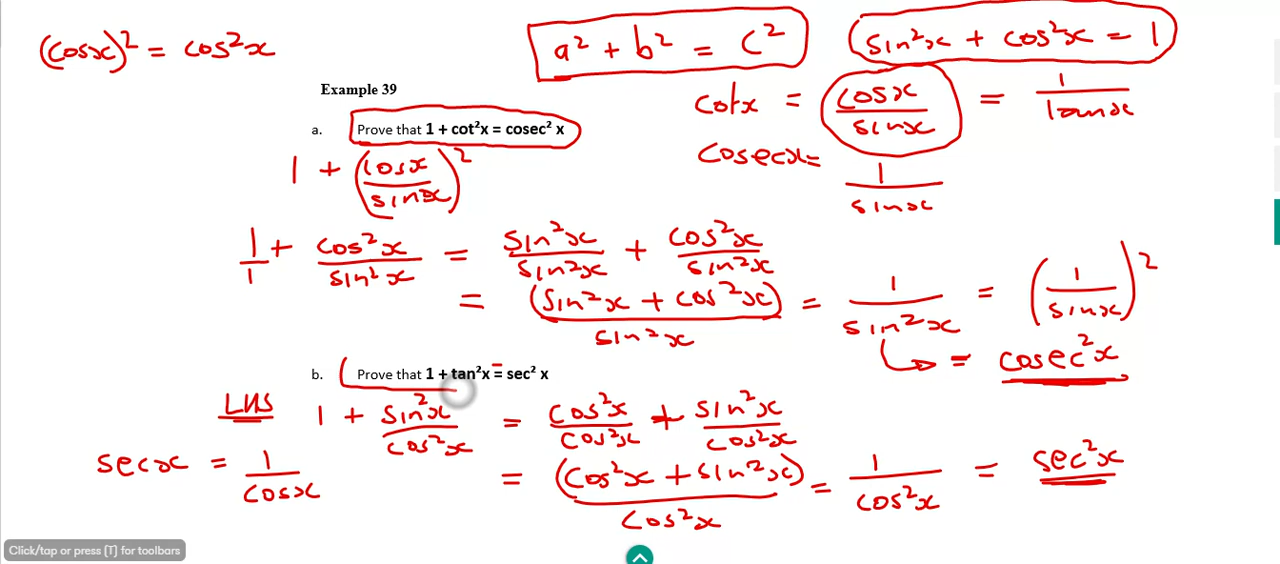 (cosx)² = cos²x
a² + b² = c²
sin²x + cos²x = 1
Example 39
cotx = cosx/sinx = 1/tanx
a. Prove that 1 + cot²x = cosec² x
cosecx = 1/sinx
1 + (cosx/sinx)²
1/1 + cos²x/sin²x = sin²x/sin²x + cos²x/sin²x
= (sin²x + cos²x)/sin²x = 1/sin²x = (1/sinx)²
= cosec²x
b. Prove that 1 + tan²x = sec² x
LHS 1 + sin²x/cos²x = cos²x/cos²x + sin²x/cos²x
secx = 1/cosx
= (cos²x + sin²x)/cos²x = 1/cos²x = sec²x
Click/tap or press [T] for toolbars